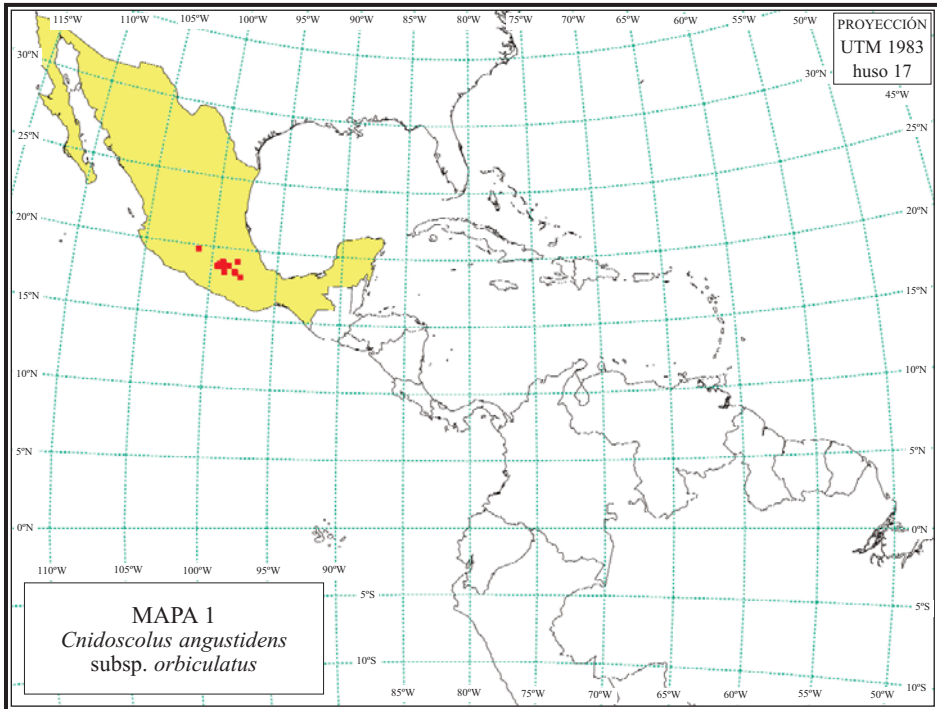 115ºW 110ºW 105ºW 100ºW 95ºW 90ºW 85ºW 80ºW 75ºW 70ºW 65ºW 60ºW 55ºW 50ºW
PROYECCIÓN
UTM 1983
huso 17
30ºN 30ºN
45ºW
25ºN 25ºN
20ºN 20ºN
15ºN 15ºN
10ºN 10ºN
5ºN 5ºN
0ºN 0ºN
110ºW 105ºW 100ºW 95ºW 90ºW
5ºS 5ºS
MAPA 1
Cnidoscolus angustidens
subsp. orbiculatus
10ºS 10ºS
85ºW 80ºW 75ºW 70ºW 65ºW 60ºW 55ºW 50ºW